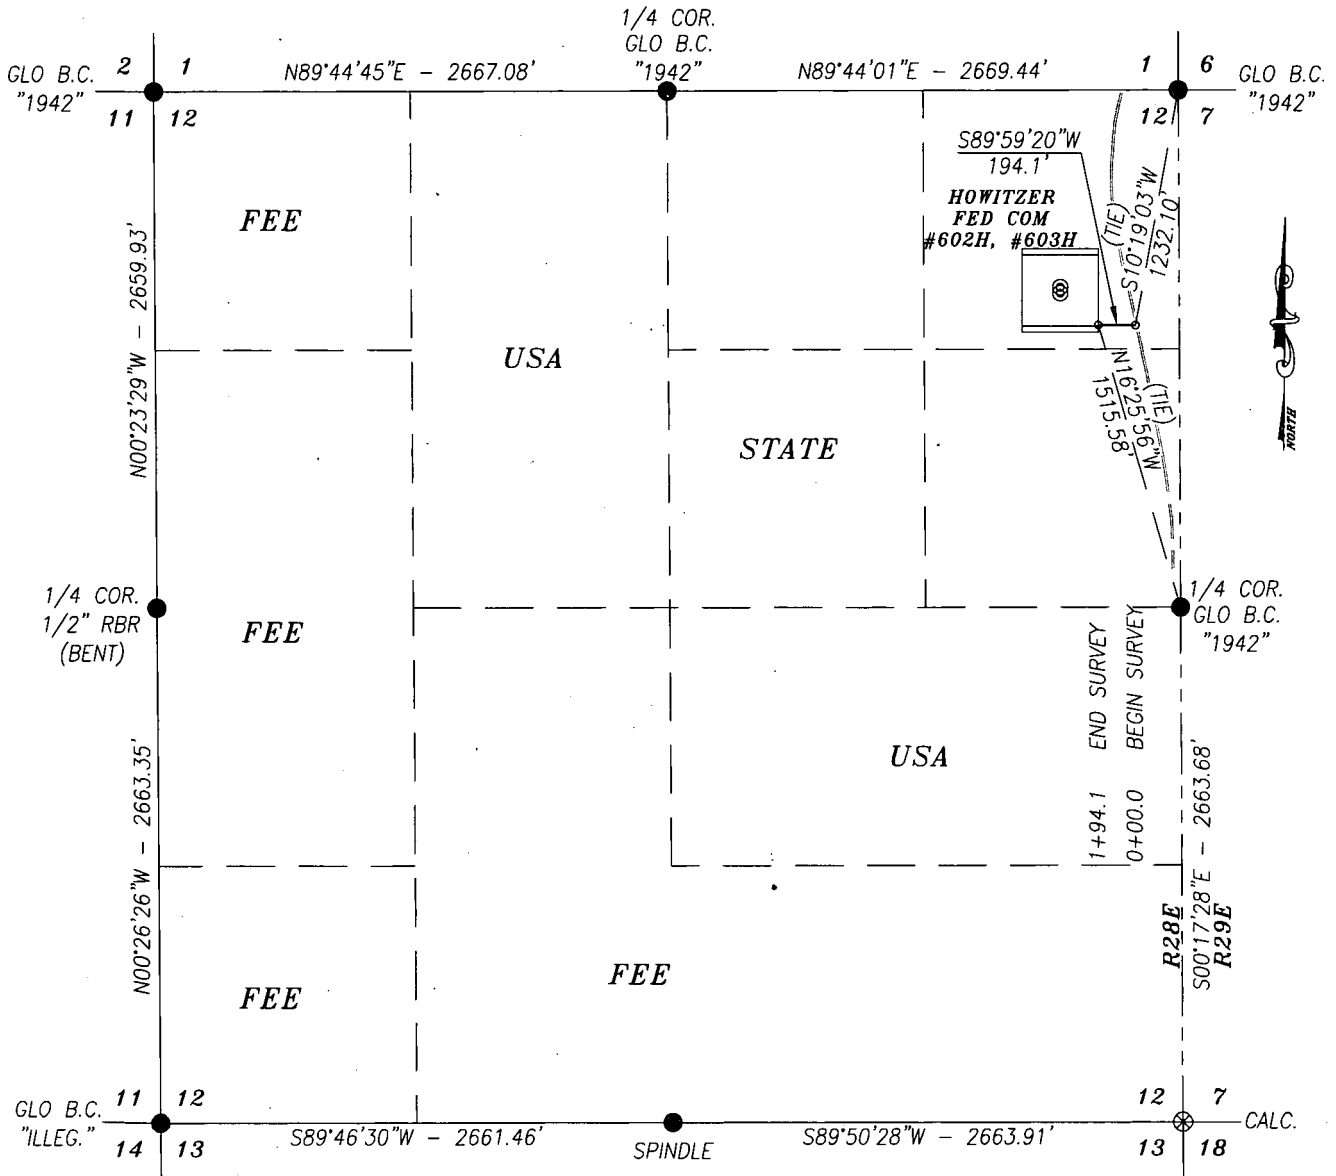 1/4 COR.
GLO B.C.
"1942"
GLO B.C.
"1942"
2 1
11 12
N89°44'45"E - 2667.08'
N89°44'01"E - 2669.44'
1 6
12 7
GLO B.C.
"1942"
S89°59'20"W
194.1'
HOWITZER
FED COM
#602H, #603H
(TIE)
S10°19'03"W
1232.10'
FEE
N00°23'29"W - 2659.93'
USA
STATE
(TIE)
N16°25'56"W
1515.58'
NORTH
1/4 COR.
1/2" RBR
(BENT)
FEE
1/4 COR.
GLO B.C.
"1942"
1+94.1 END SURVEY
0+00.0 BEGIN SURVEY
USA
N00°26'26"W - 2663.35'
S00°17'28"E - 2663.68'
R28E
R29E
FEE
FEE
GLO B.C.
"ILLEG."
11 12
14 13
S89°46'30"W - 2661.46'
SPINDLE
S89°50'28"W - 2663.91'
12 7
13 18
CALC.